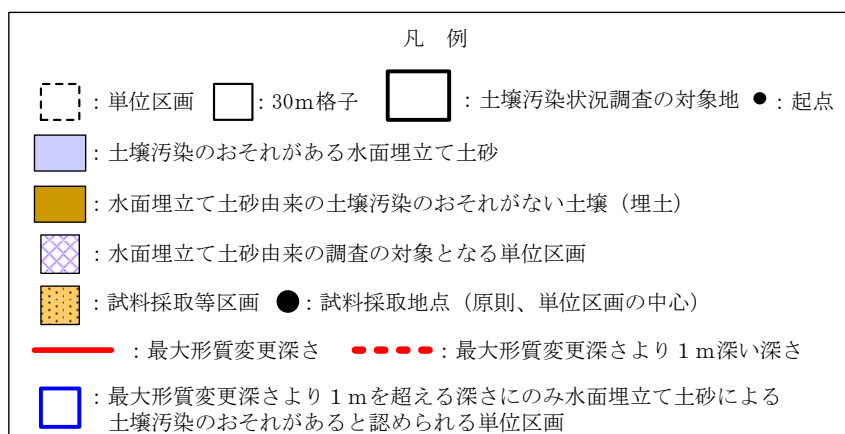 凡 例
：単位区画 ：30m格子 ：土壌汚染状況調査の対象地 ：起点
：土壌汚染のおそれがある水面埋立て土砂
：水面埋立て土砂由来の土壌汚染のおそれがない土壌（埋土）
：水面埋立て土砂由来の調査の対象となる単位区画
：試料採取等区画 ：試料採取地点（原則、単位区画の中心）
：最大形質変更深さ ：最大形質変更深さより１ｍ深い深さ
：最大形質変更深さより１ｍを超える深さにのみ水面埋立て土砂による
土壌汚染のおそれがあると認められる単位区画